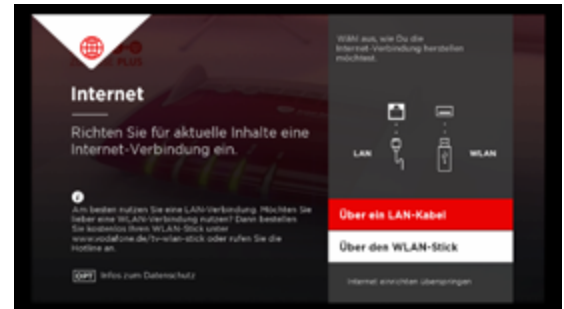 PLUS
Internet
Richten Sie für aktuelle Inhalte eine
Internet-Verbindung ein.
Am besten nutzen Sie eine LAN-Verbindung. Möchten Sie
lieber eine WLAN-Verbindung nutzen? Dann bestellen
Sie kostenlos Ihren WLAN-Stick unter
www.vodafone.de/tv-wlan-stick oder rufen Sie die
Hotline an.
OPT Infos zum Datenschutz
Wähl aus, wie Du die
Internet-Verbindung herstellen
möchtest.
LAN
WLAN
Über ein LAN-Kabel
Über den WLAN-Stick
Internet einrichten überspringen